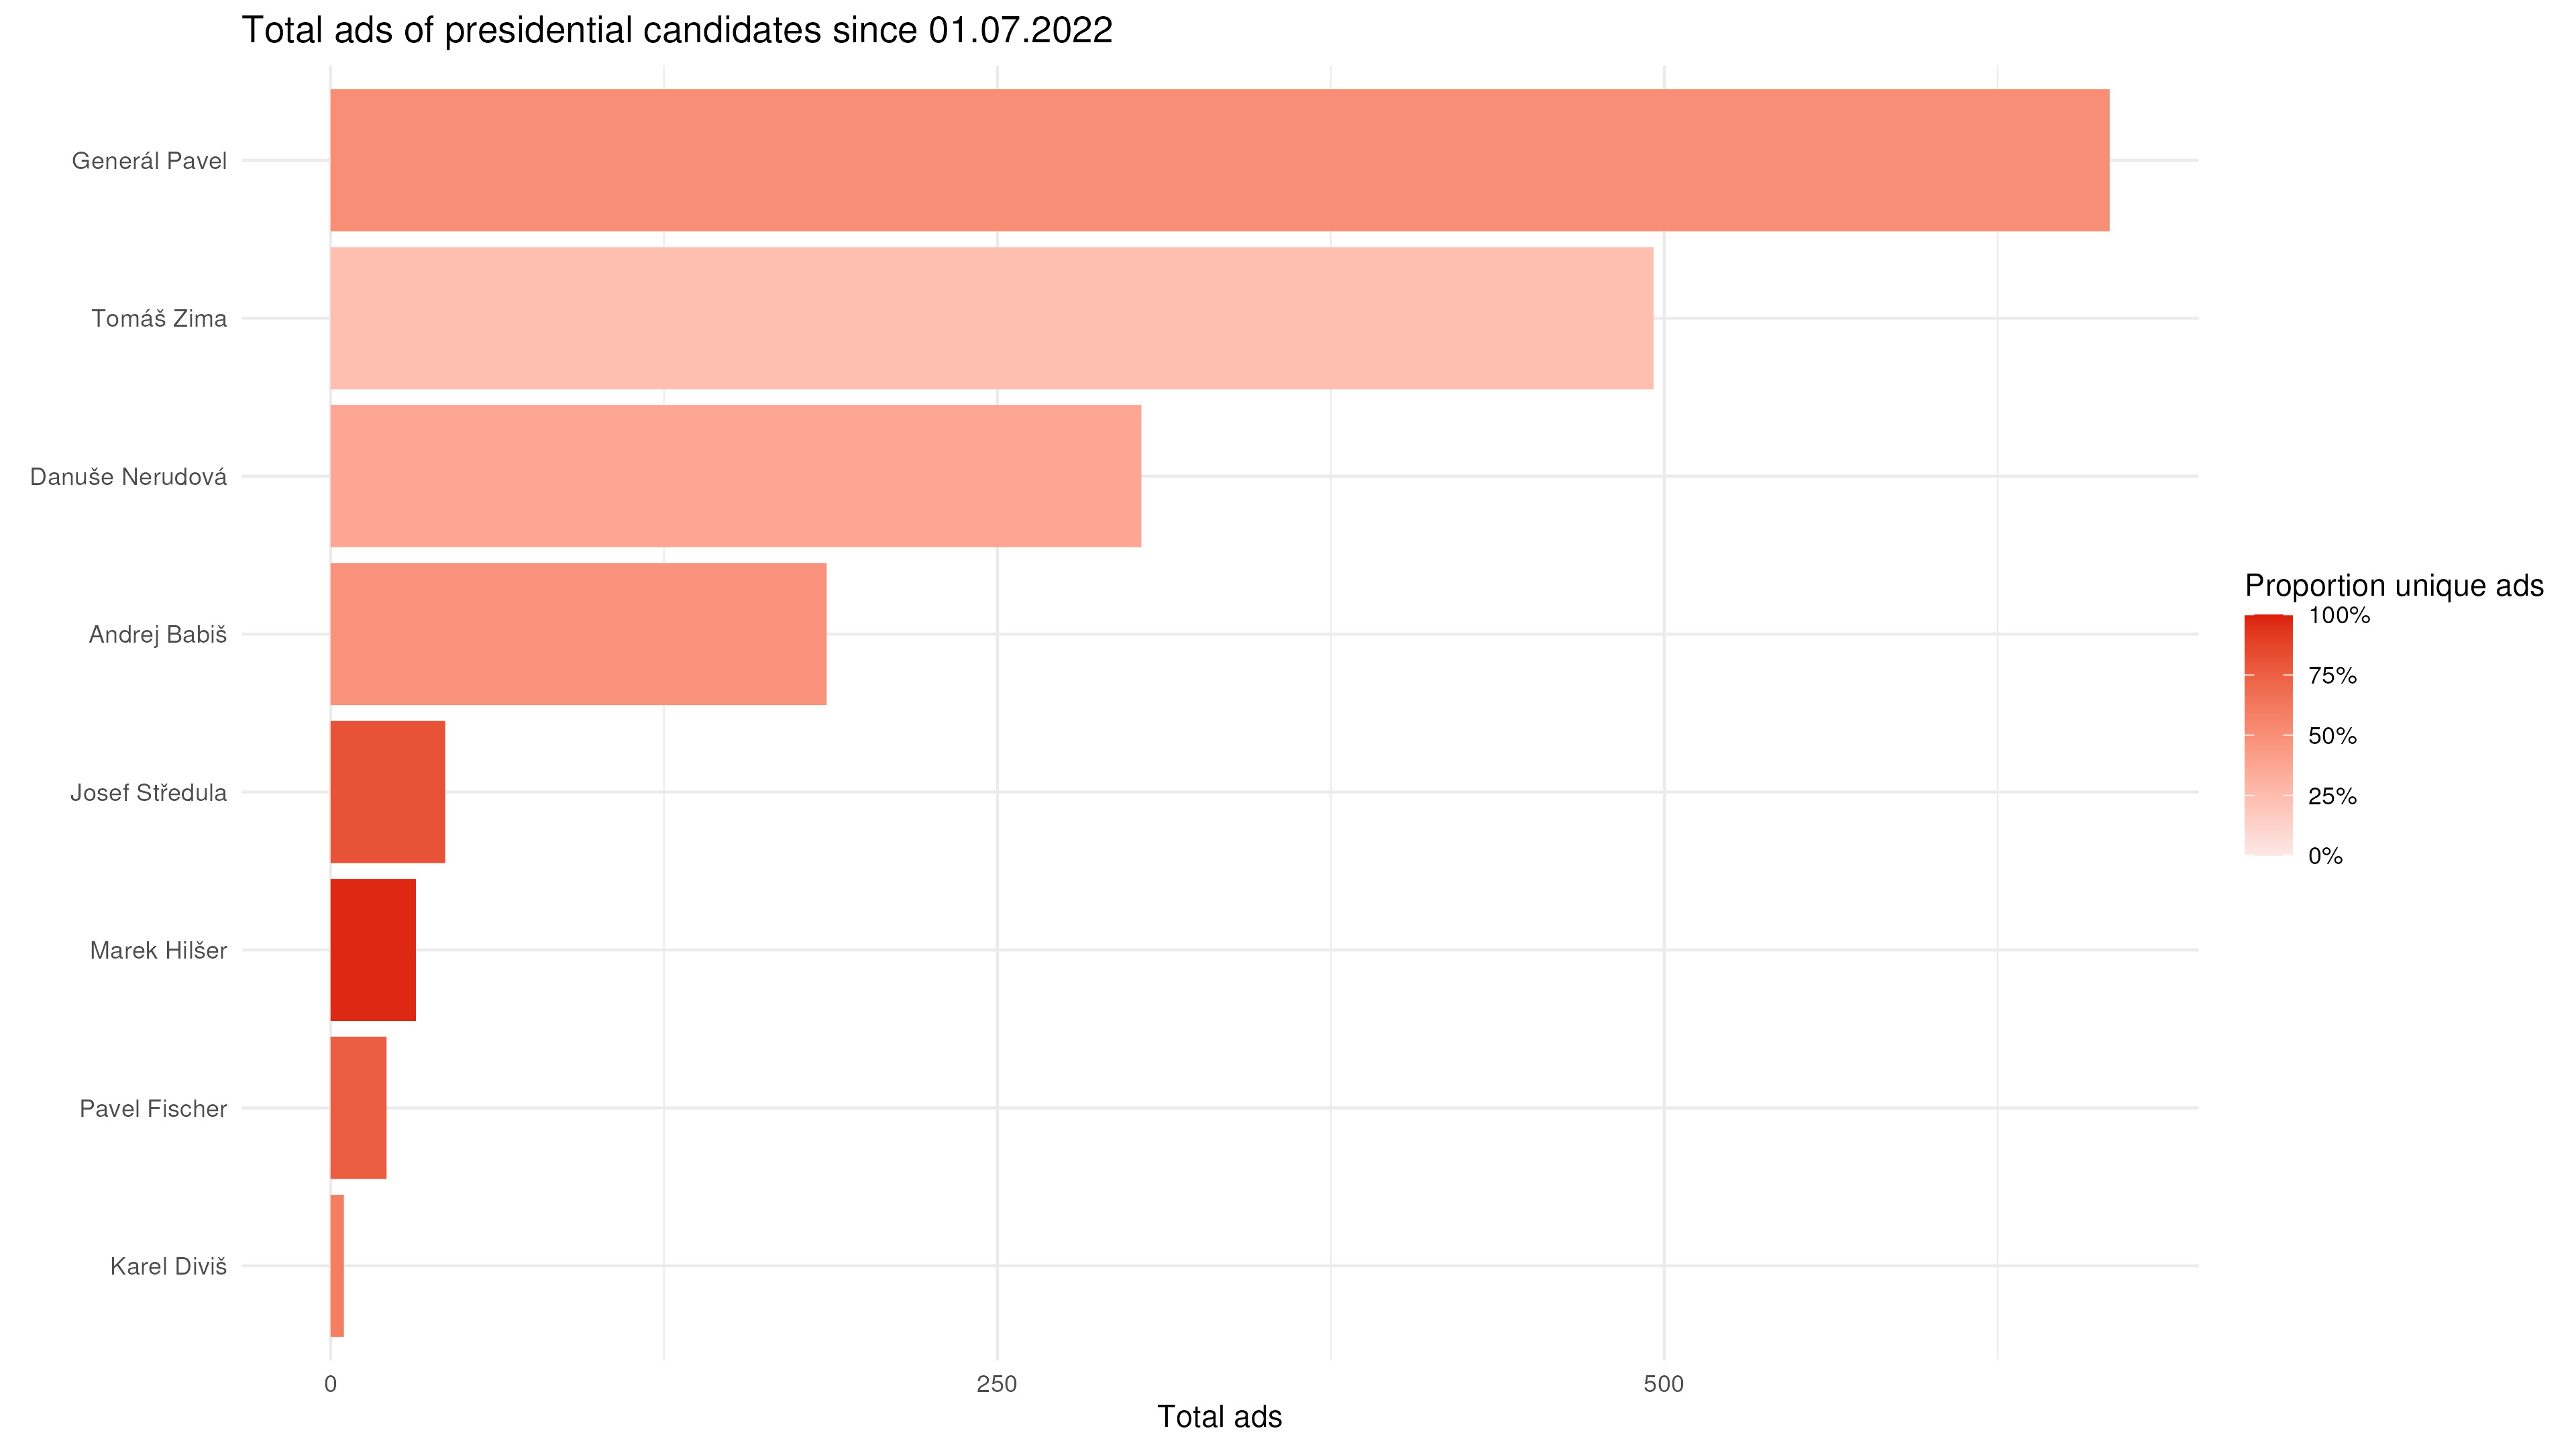 Total ads of presidential candidates since 01.07.2022
Generál Pavel
Tomáš Zima
Danuše Nerudová
Andrej Babiš
Josef Středula
Marek Hilšer
Pavel Fischer
Karel Diviš
0
250
500
Total ads
Proportion unique ads
100%
75%
50%
25%
0%